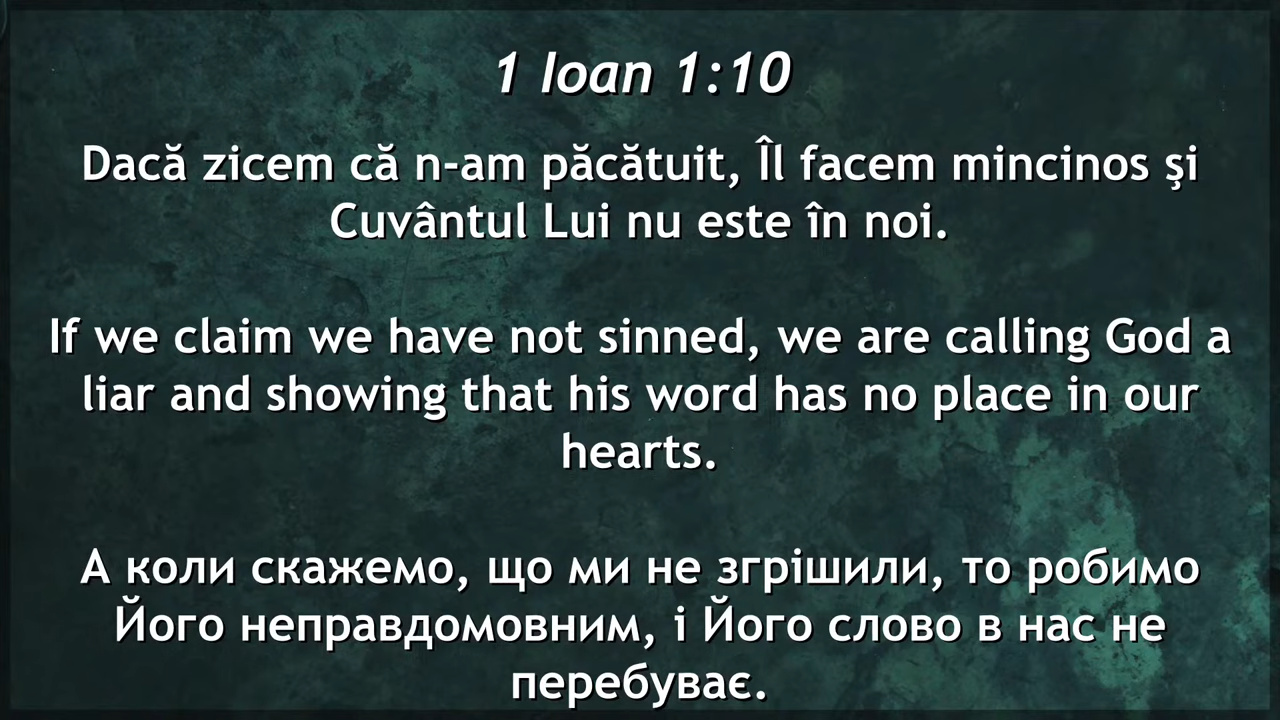 1 Ioan 1:10
Dacă zicem că n-am păcătuit, Îl facem mincinos şi
Cuvântul Lui nu este în noi.
If we claim we have not sinned, we are calling God a
liar and showing that his word has no place in our
hearts.
А коли скажемо, що ми не згрішили, то робимо
Його неправдомовним, і Його слово в нас не
перебуває.